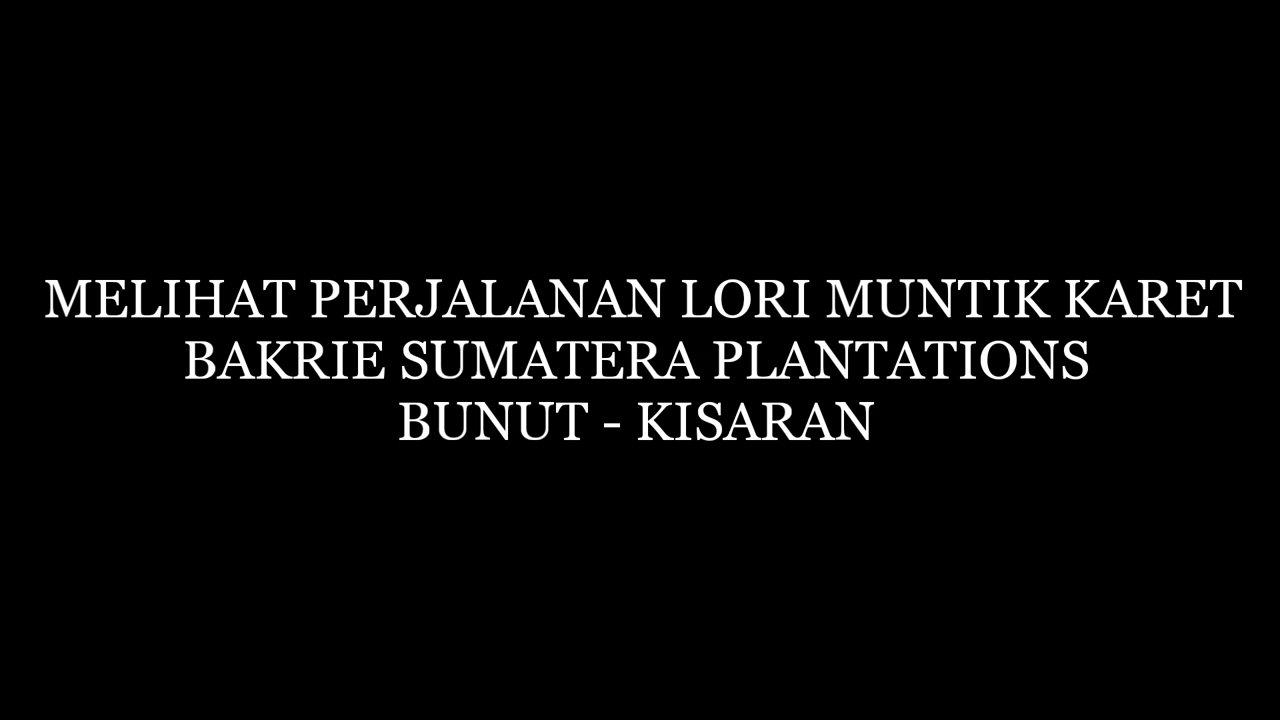 MELIHAT PERJALANAN LORI MUNTIK KARET
BAKRIE SUMATERA PLANTATIONS
BUNUT - KISARAN